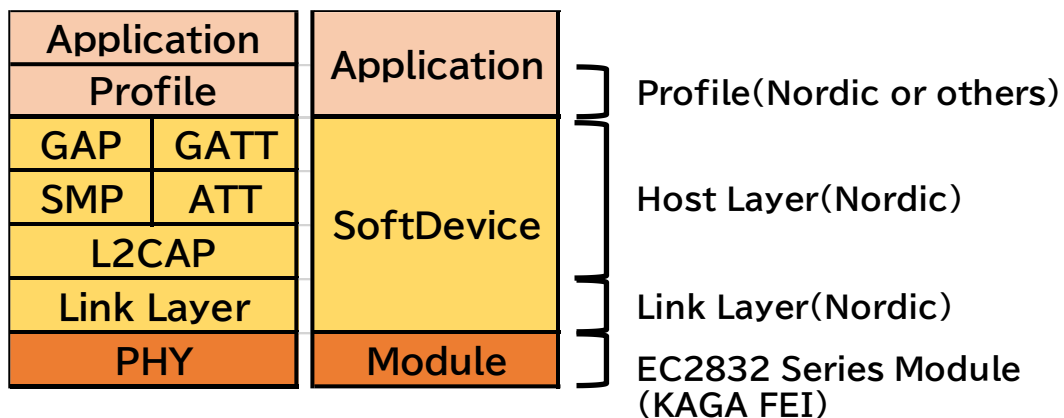 Application
Profile
GAP GATT
SMP ATT
L2CAP
Link Layer
PHY
Application
SoftDevice
Module
Profile(Nordic or others)
Host Layer(Nordic)
Link Layer(Nordic)
EC2832 Series Module
(KAGA FEI)